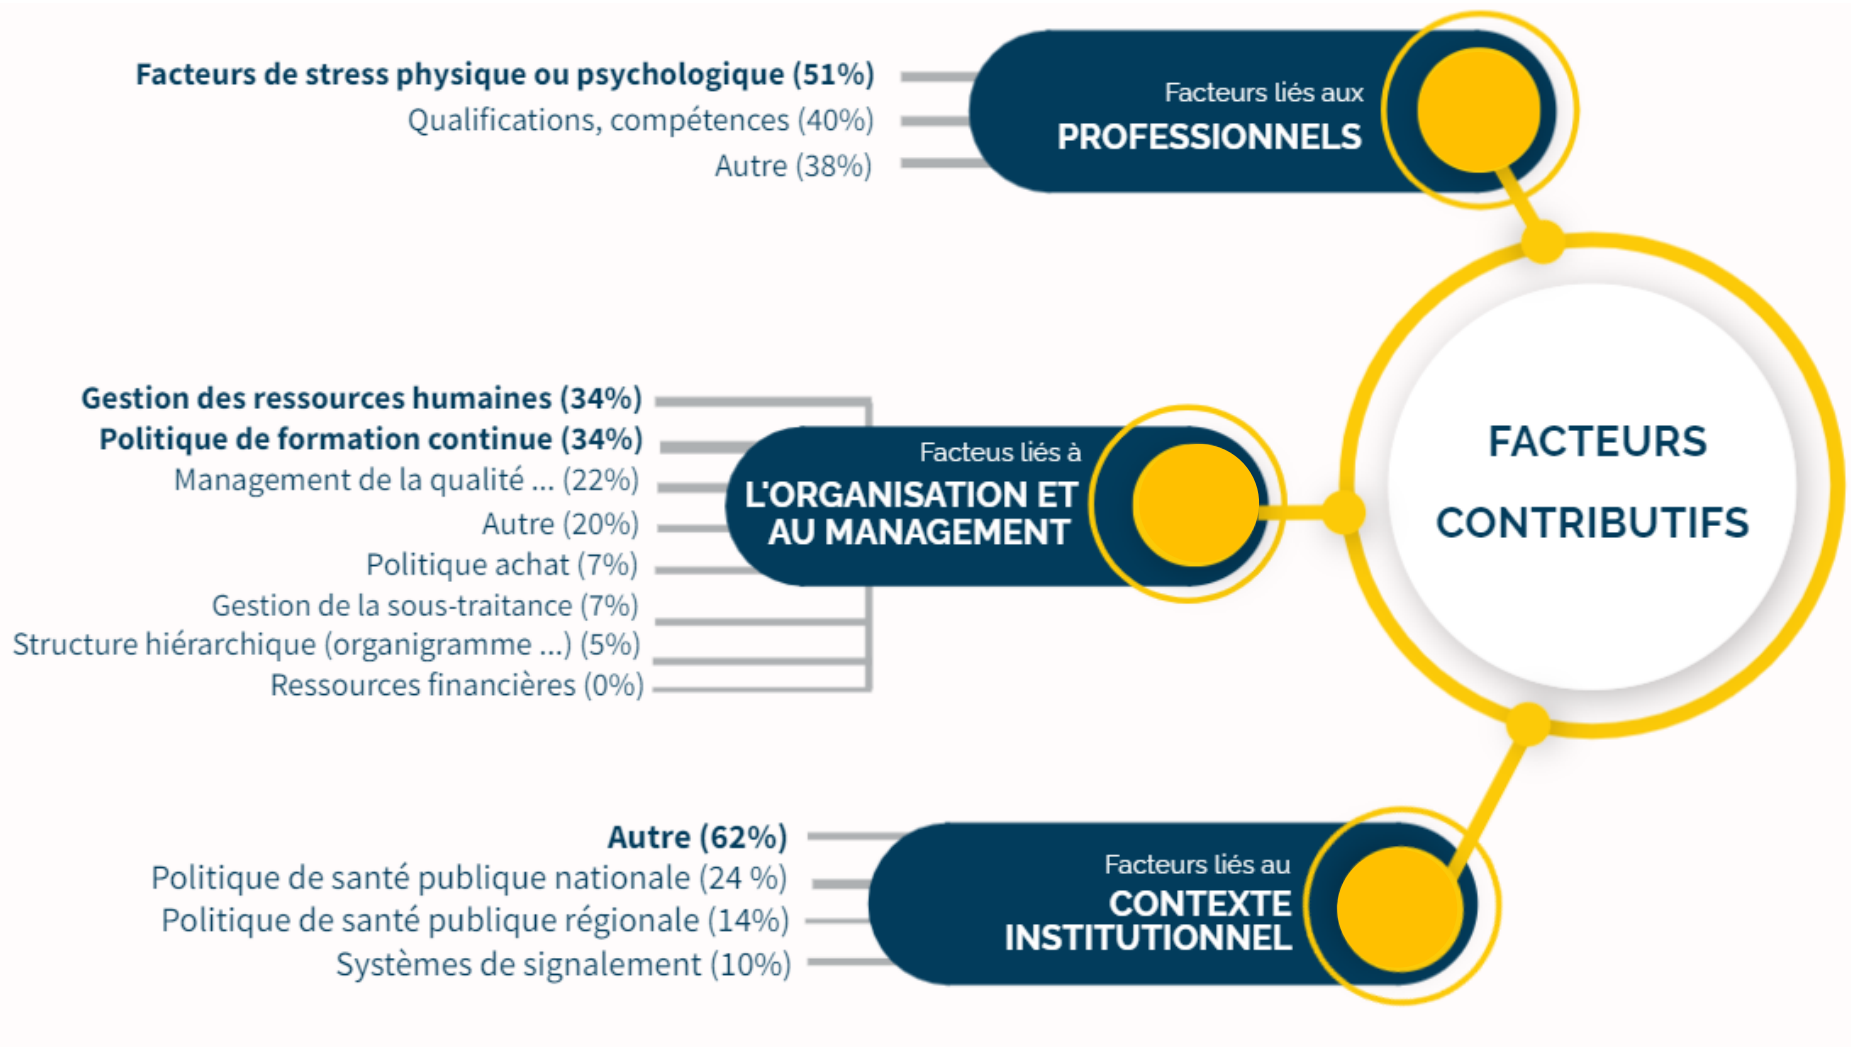 Facteurs de stress physique ou psychologique (51%)
Qualifications, compétences (40%)
Autre (38%)
Facteurs liés aux
PROFESSIONNELS
Gestion des ressources humaines (34%)
Politique de formation continue (34%)
Management de la qualité ... (22%)
Autre (20%)
Politique achat (7%)
Gestion de la sous-traitance (7%)
Structure hiérarchique (organigramme ...) (5%)
Ressources financières (0%)
Facteus liés à
L'ORGANISATION ET
AU MANAGEMENT
FACTEURS
CONTRIBUTIFS
Autre (62%)
Politique de santé publique nationale (24 %)
Politique de santé publique régionale (14%)
Systèmes de signalement (10%)
Facteurs liés au
CONTEXTE
INSTITUTIONNEL